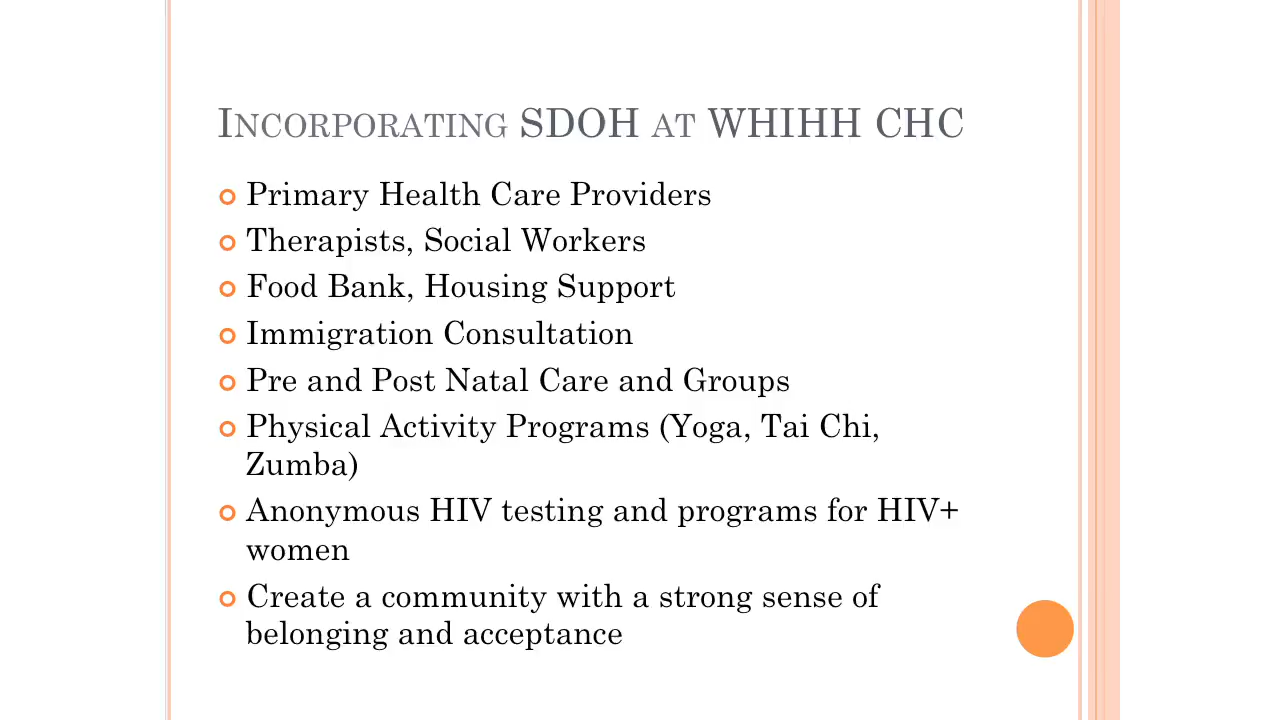 Incorporating SDOH at WHIHH CHC
Primary Health Care Providers
Therapists, Social Workers
Food Bank, Housing Support
Immigration Consultation
Pre and Post Natal Care and Groups
Physical Activity Programs (Yoga, Tai Chi,
Zumba)
Anonymous HIV testing and programs for HIV+
women
Create a community with a strong sense of
belonging and acceptance